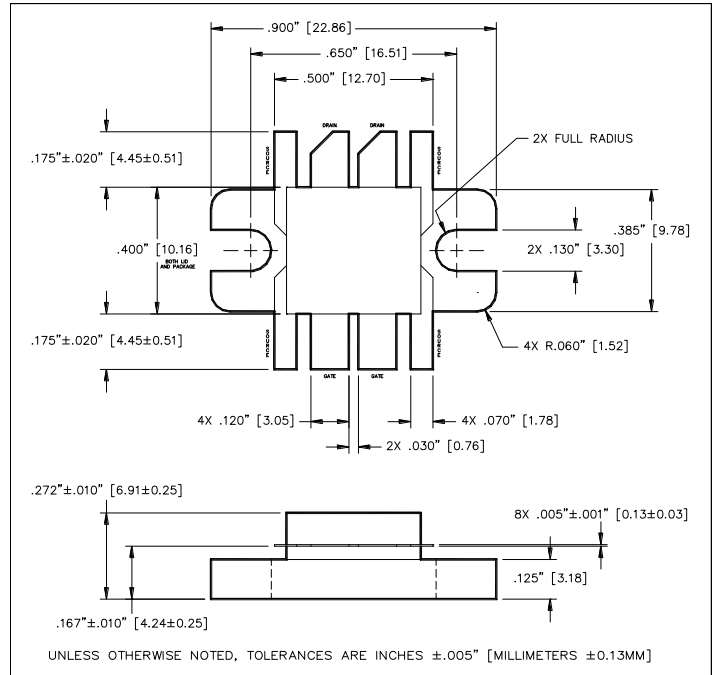 .900" [22.86]
.650" [16.51]
.500" [12.70]
DRAIN
DRAIN
2X FULL RADIUS
.175"±.020" [4.45±0.51]
SOURCE
SOURCE
.400" [10.16]
BOTH LID
AND PACKAGE
.385" [9.78]
2X .130" [3.30]
.175"±.020" [4.45±0.51]
SOURCE
SOURCE
4X R.060" [1.52]
GATE
GATE
4X .120" [3.05]
4X .070" [1.78]
2X .030" [0.76]
.272"±.010" [6.91±0.25]
8X .005"±.001" [0.13±0.03]
.125" [3.18]
.167"±.010" [4.24±0.25]
UNLESS OTHERWISE NOTED, TOLERANCES ARE INCHES ±.005" [MILLIMETERS ±0.13MM]